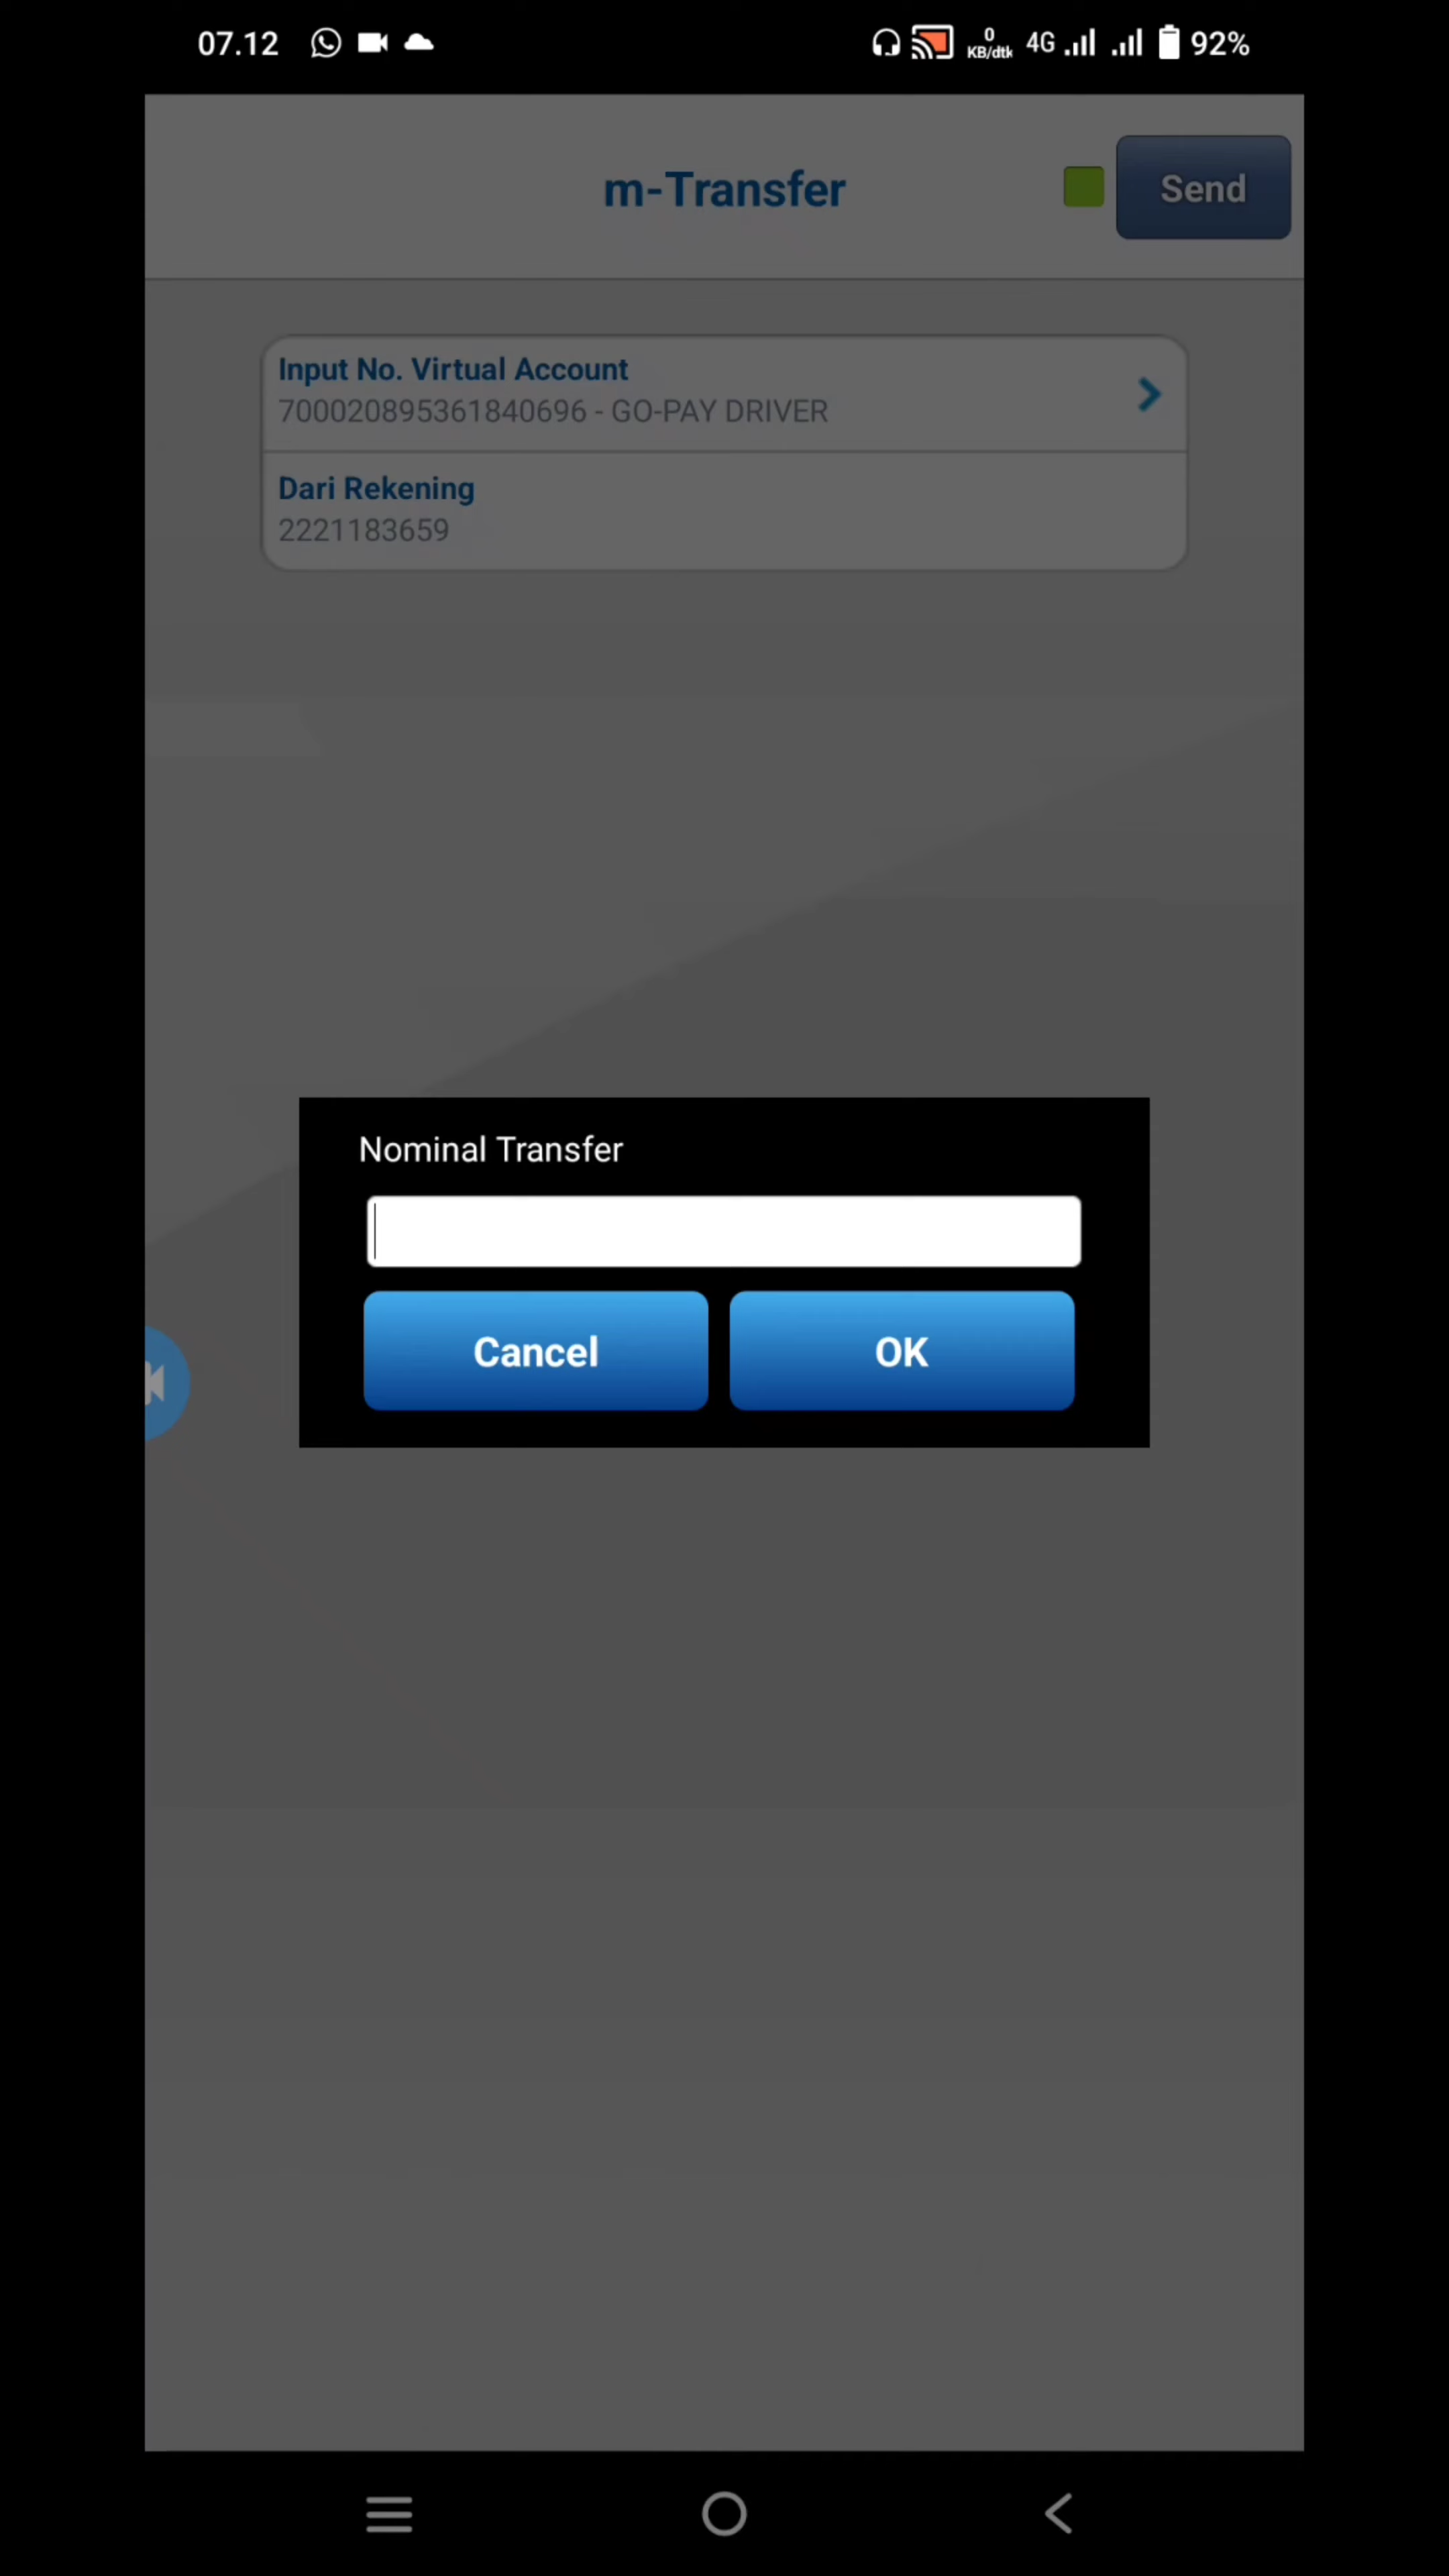 07.12
0
KB/dtk
4G
92%
m-Transfer
Send
Input No. Virtual Account
700020895361840696 - GO-PAY DRIVER
Dari Rekening
2221183659
Nominal Transfer
Cancel
OK